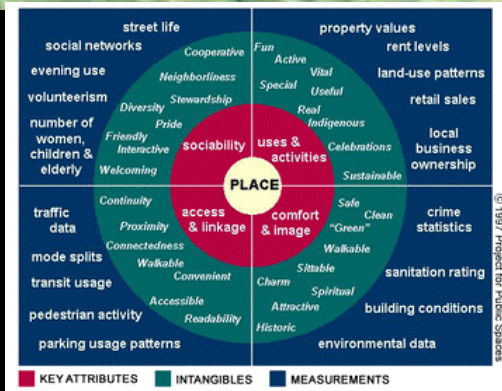 street life
social networks
evening use
volunteerism
number of
women,
children &
elderly
Cooperative
Neighborliness
Stewardship
Diversity
Pride
Friendly
Interactive
Welcoming
sociability
property values
rent levels
land-use patterns
retail sales
local
business
ownership
Fun
Active
Vital
Special
Useful
Real
Indigenous
Celebrations
Sustainable
uses &
activities
PLACE
access
& linkage
Continuity
Proximity
Connectedness
Walkable
Convenient
Accessible
Readability
traffic
data
mode splits
transit usage
pedestrian activity
parking usage patterns
comfort
& image
Safe
Clean
"Green"
Walkable
Sittable
Charm
Spiritual
Attractive
Historic
crime
statistics
sanitation rating
building conditions
environmental data
©1997 Project for Public Spaces
KEY ATTRIBUTES
INTANGIBLES
MEASUREMENTS